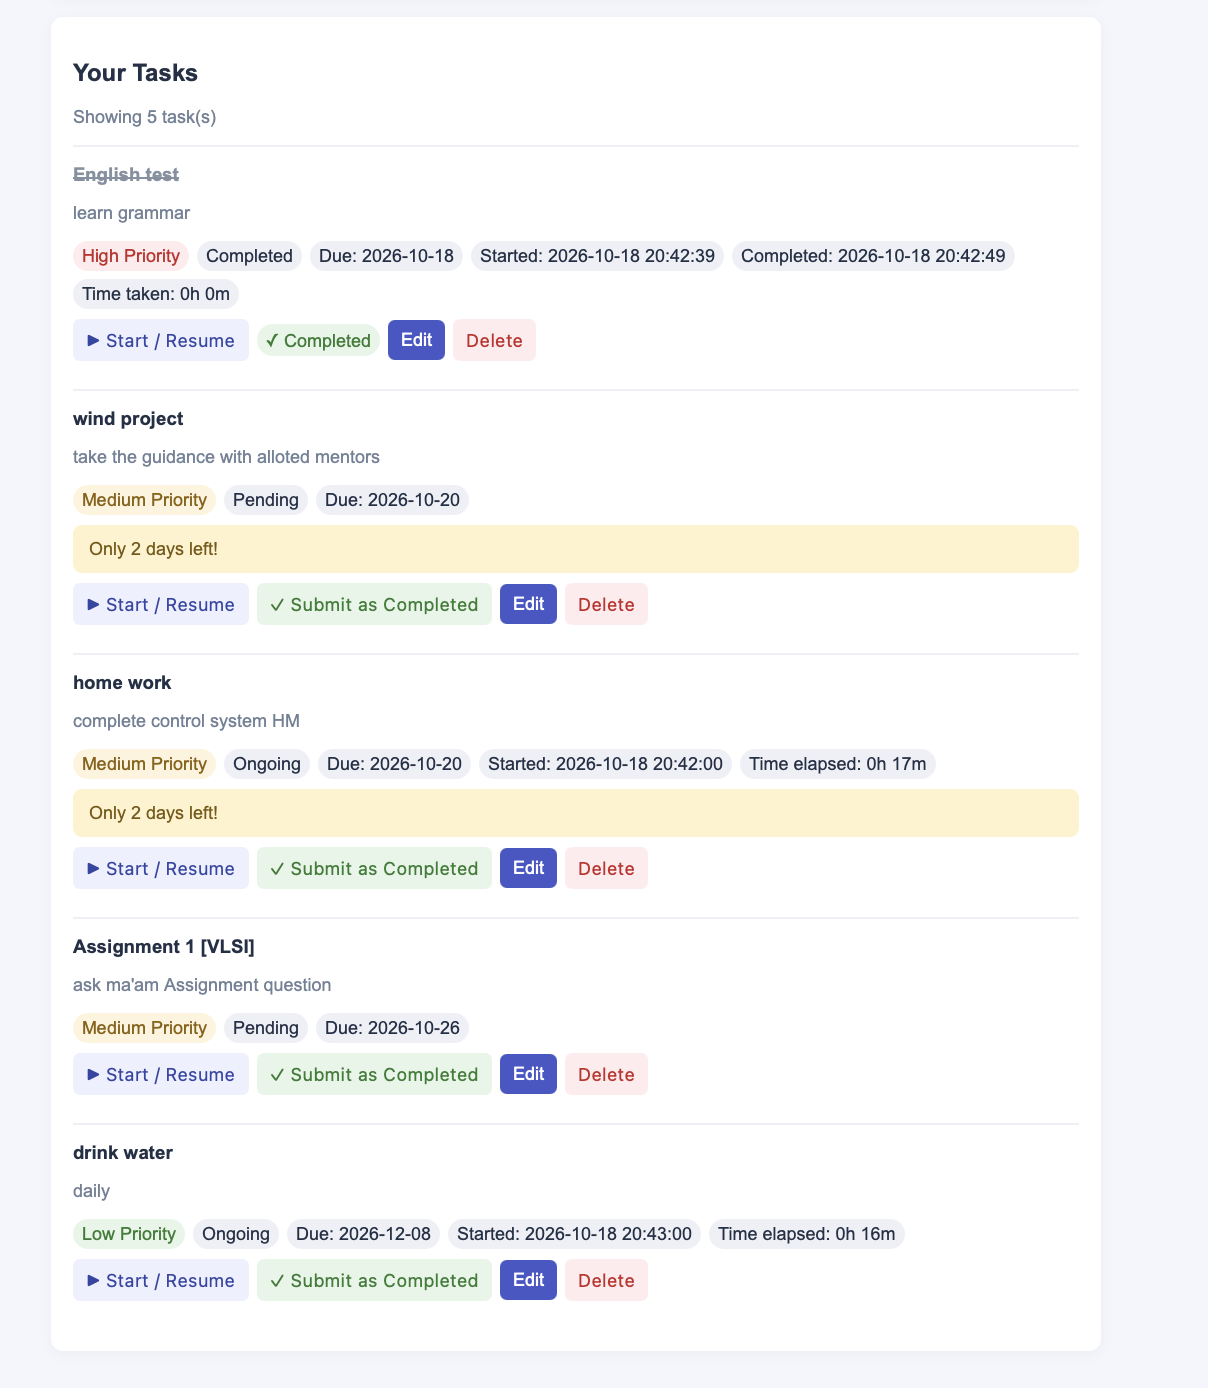 Your Tasks
Showing 5 task(s)
English test
learn grammar
High Priority Completed Due: 2026-10-18 Started: 2026-10-18 20:42:39 Completed: 2026-10-18 20:42:49
Time taken: 0h 0m
▶ Start / Resume ✓ Completed Edit Delete
wind project
take the guidance with alloted mentors
Medium Priority Pending Due: 2026-10-20
Only 2 days left!
▶ Start / Resume ✓ Submit as Completed Edit Delete
home work
complete control system HM
Medium Priority Ongoing Due: 2026-10-20 Started: 2026-10-18 20:42:00 Time elapsed: 0h 17m
Only 2 days left!
▶ Start / Resume ✓ Submit as Completed Edit Delete
Assignment 1 [VLSI]
ask ma'am Assignment question
Medium Priority Pending Due: 2026-10-26
▶ Start / Resume ✓ Submit as Completed Edit Delete
drink water
daily
Low Priority Ongoing Due: 2026-12-08 Started: 2026-10-18 20:43:00 Time elapsed: 0h 16m
▶ Start / Resume ✓ Submit as Completed Edit Delete